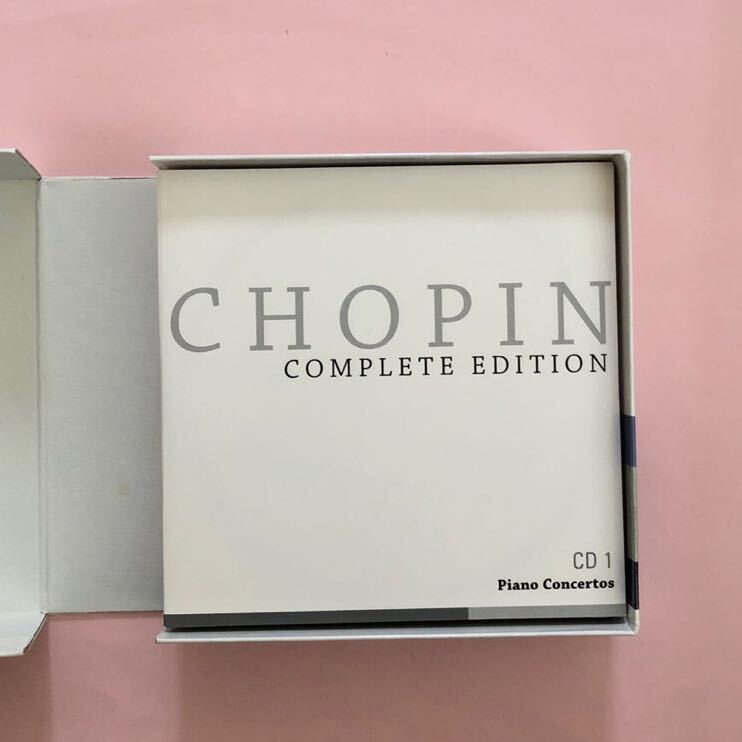 CHOPIN
COMPLETE EDITION
CD 1
Piano Concertos